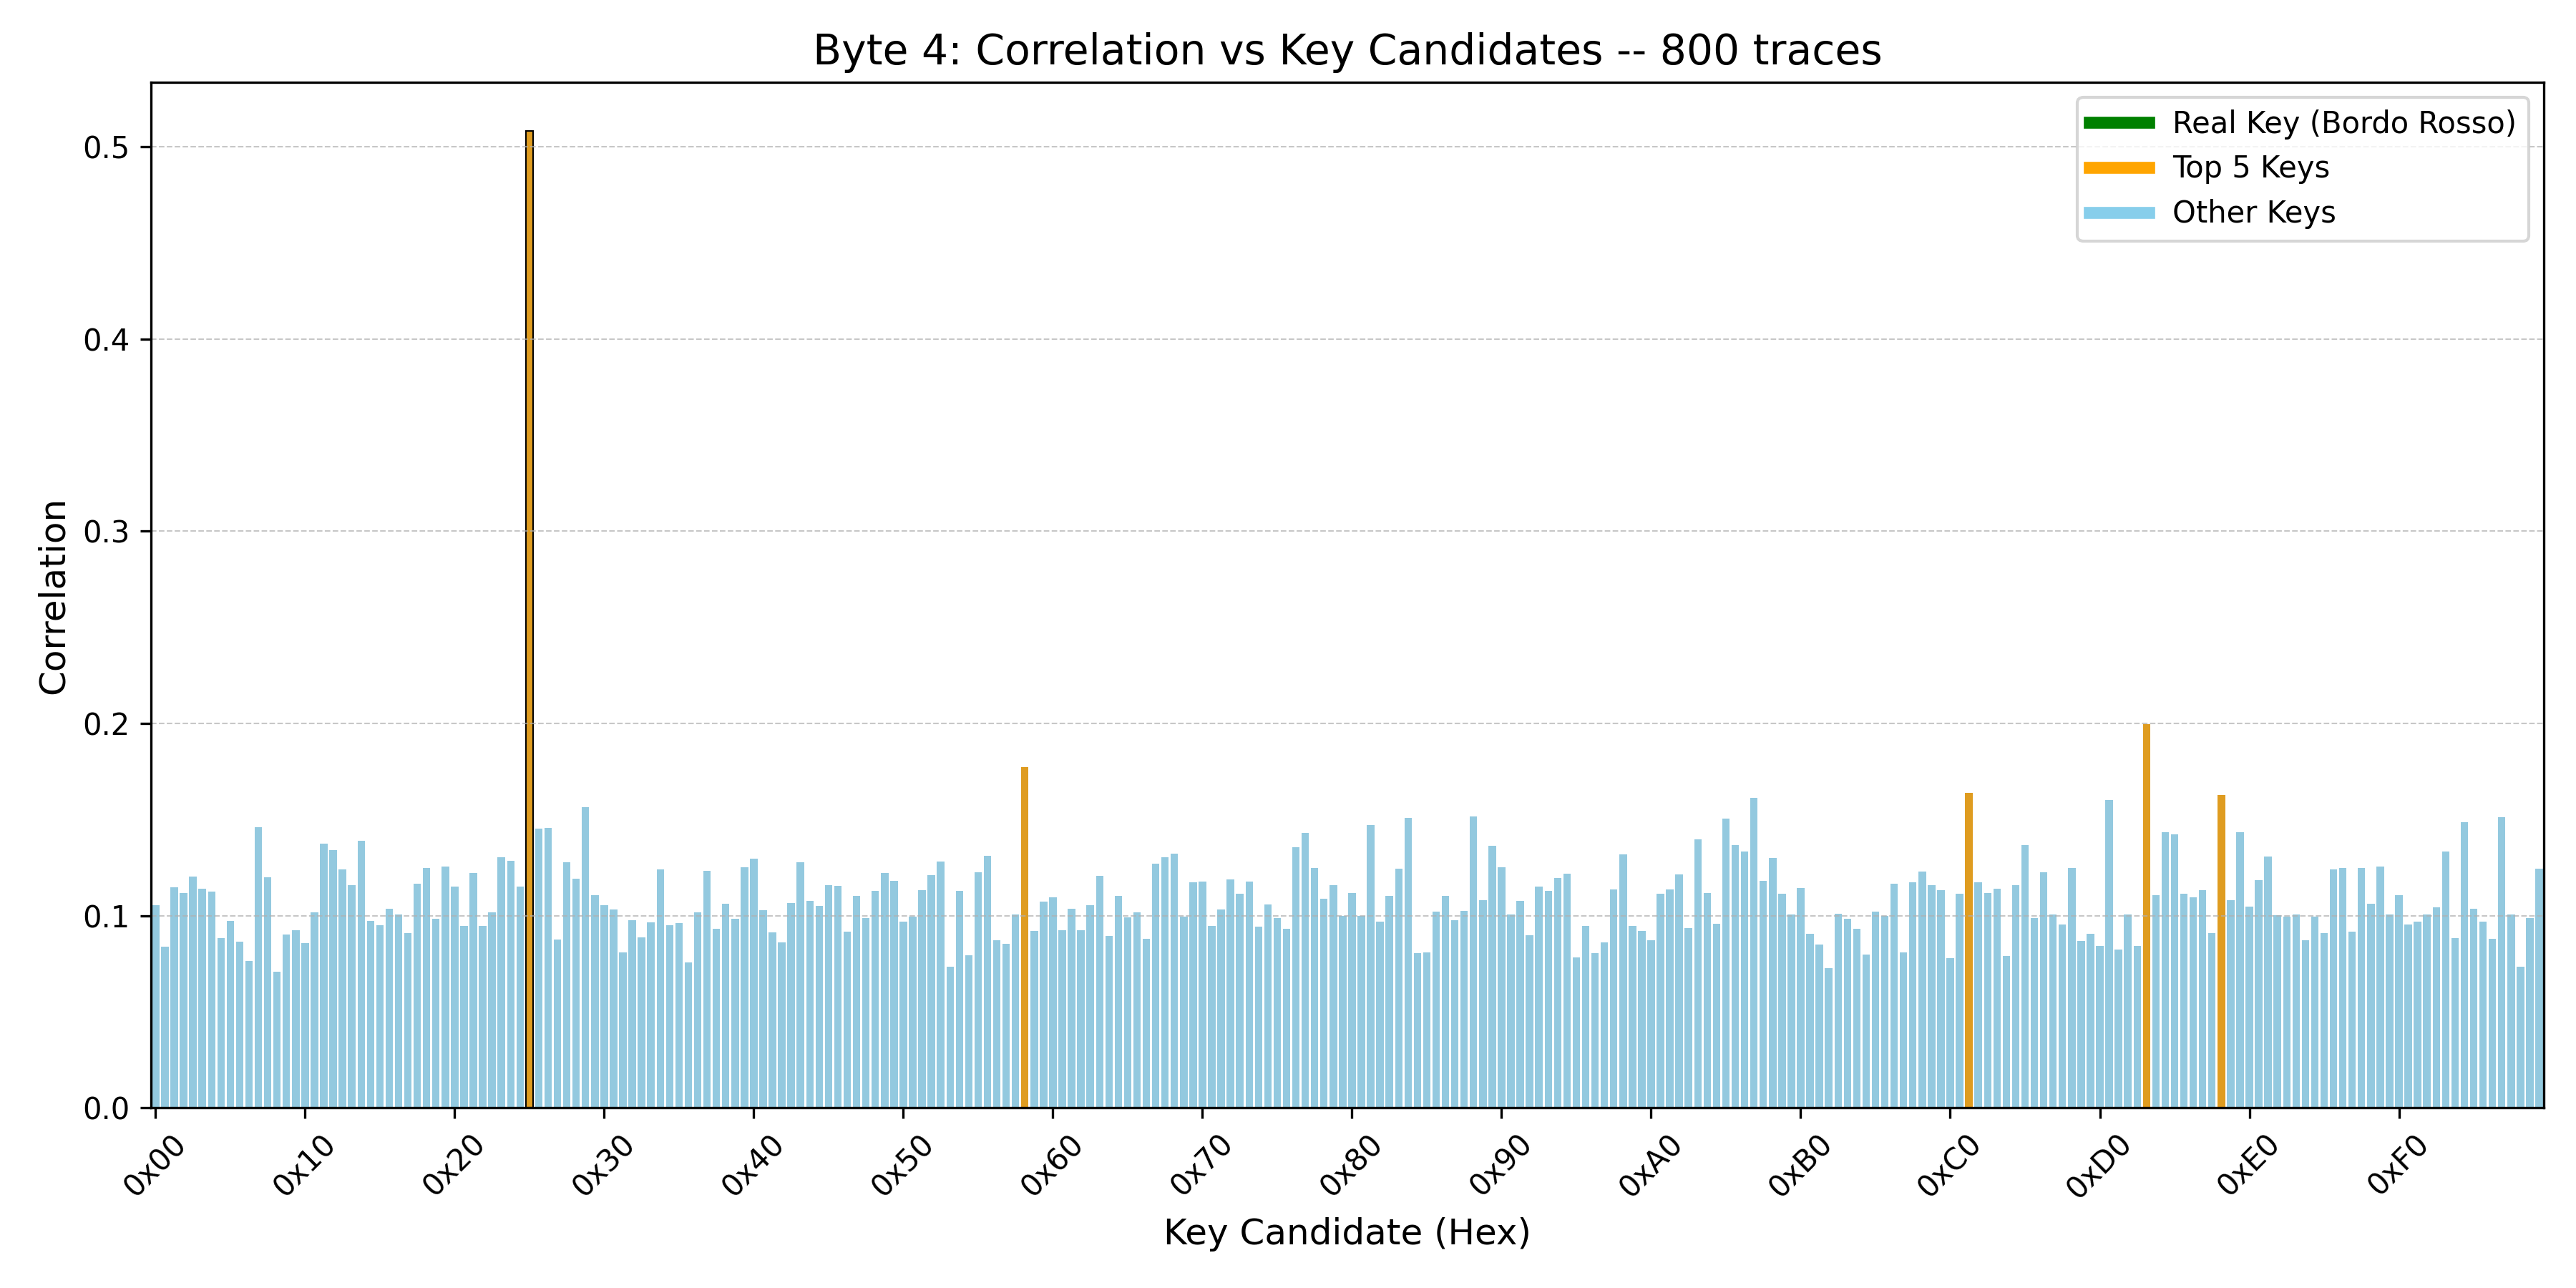 Byte 4: Correlation vs Key Candidates -- 800 traces
Real Key (Bordo Rosso)
Top 5 Keys
Other Keys
Correlation
0.5
0.4
0.3
0.2
0.1
0.0
0x00 0x10 0x20 0x30 0x40 0x50 0x60 0x70 0x80 0x90 0xA0 0xB0 0xC0 0xD0 0xE0 0xF0
Key Candidate (Hex)